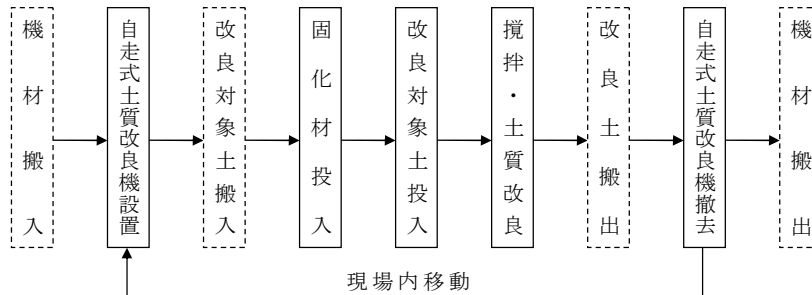 機材搬入
自走式土質改良機設置
改良対象土搬入
固化材投入
改良対象土投入
撹拌・土質改良
改良土搬出
自走式土質改良機撤去
機材搬出
現場内移動